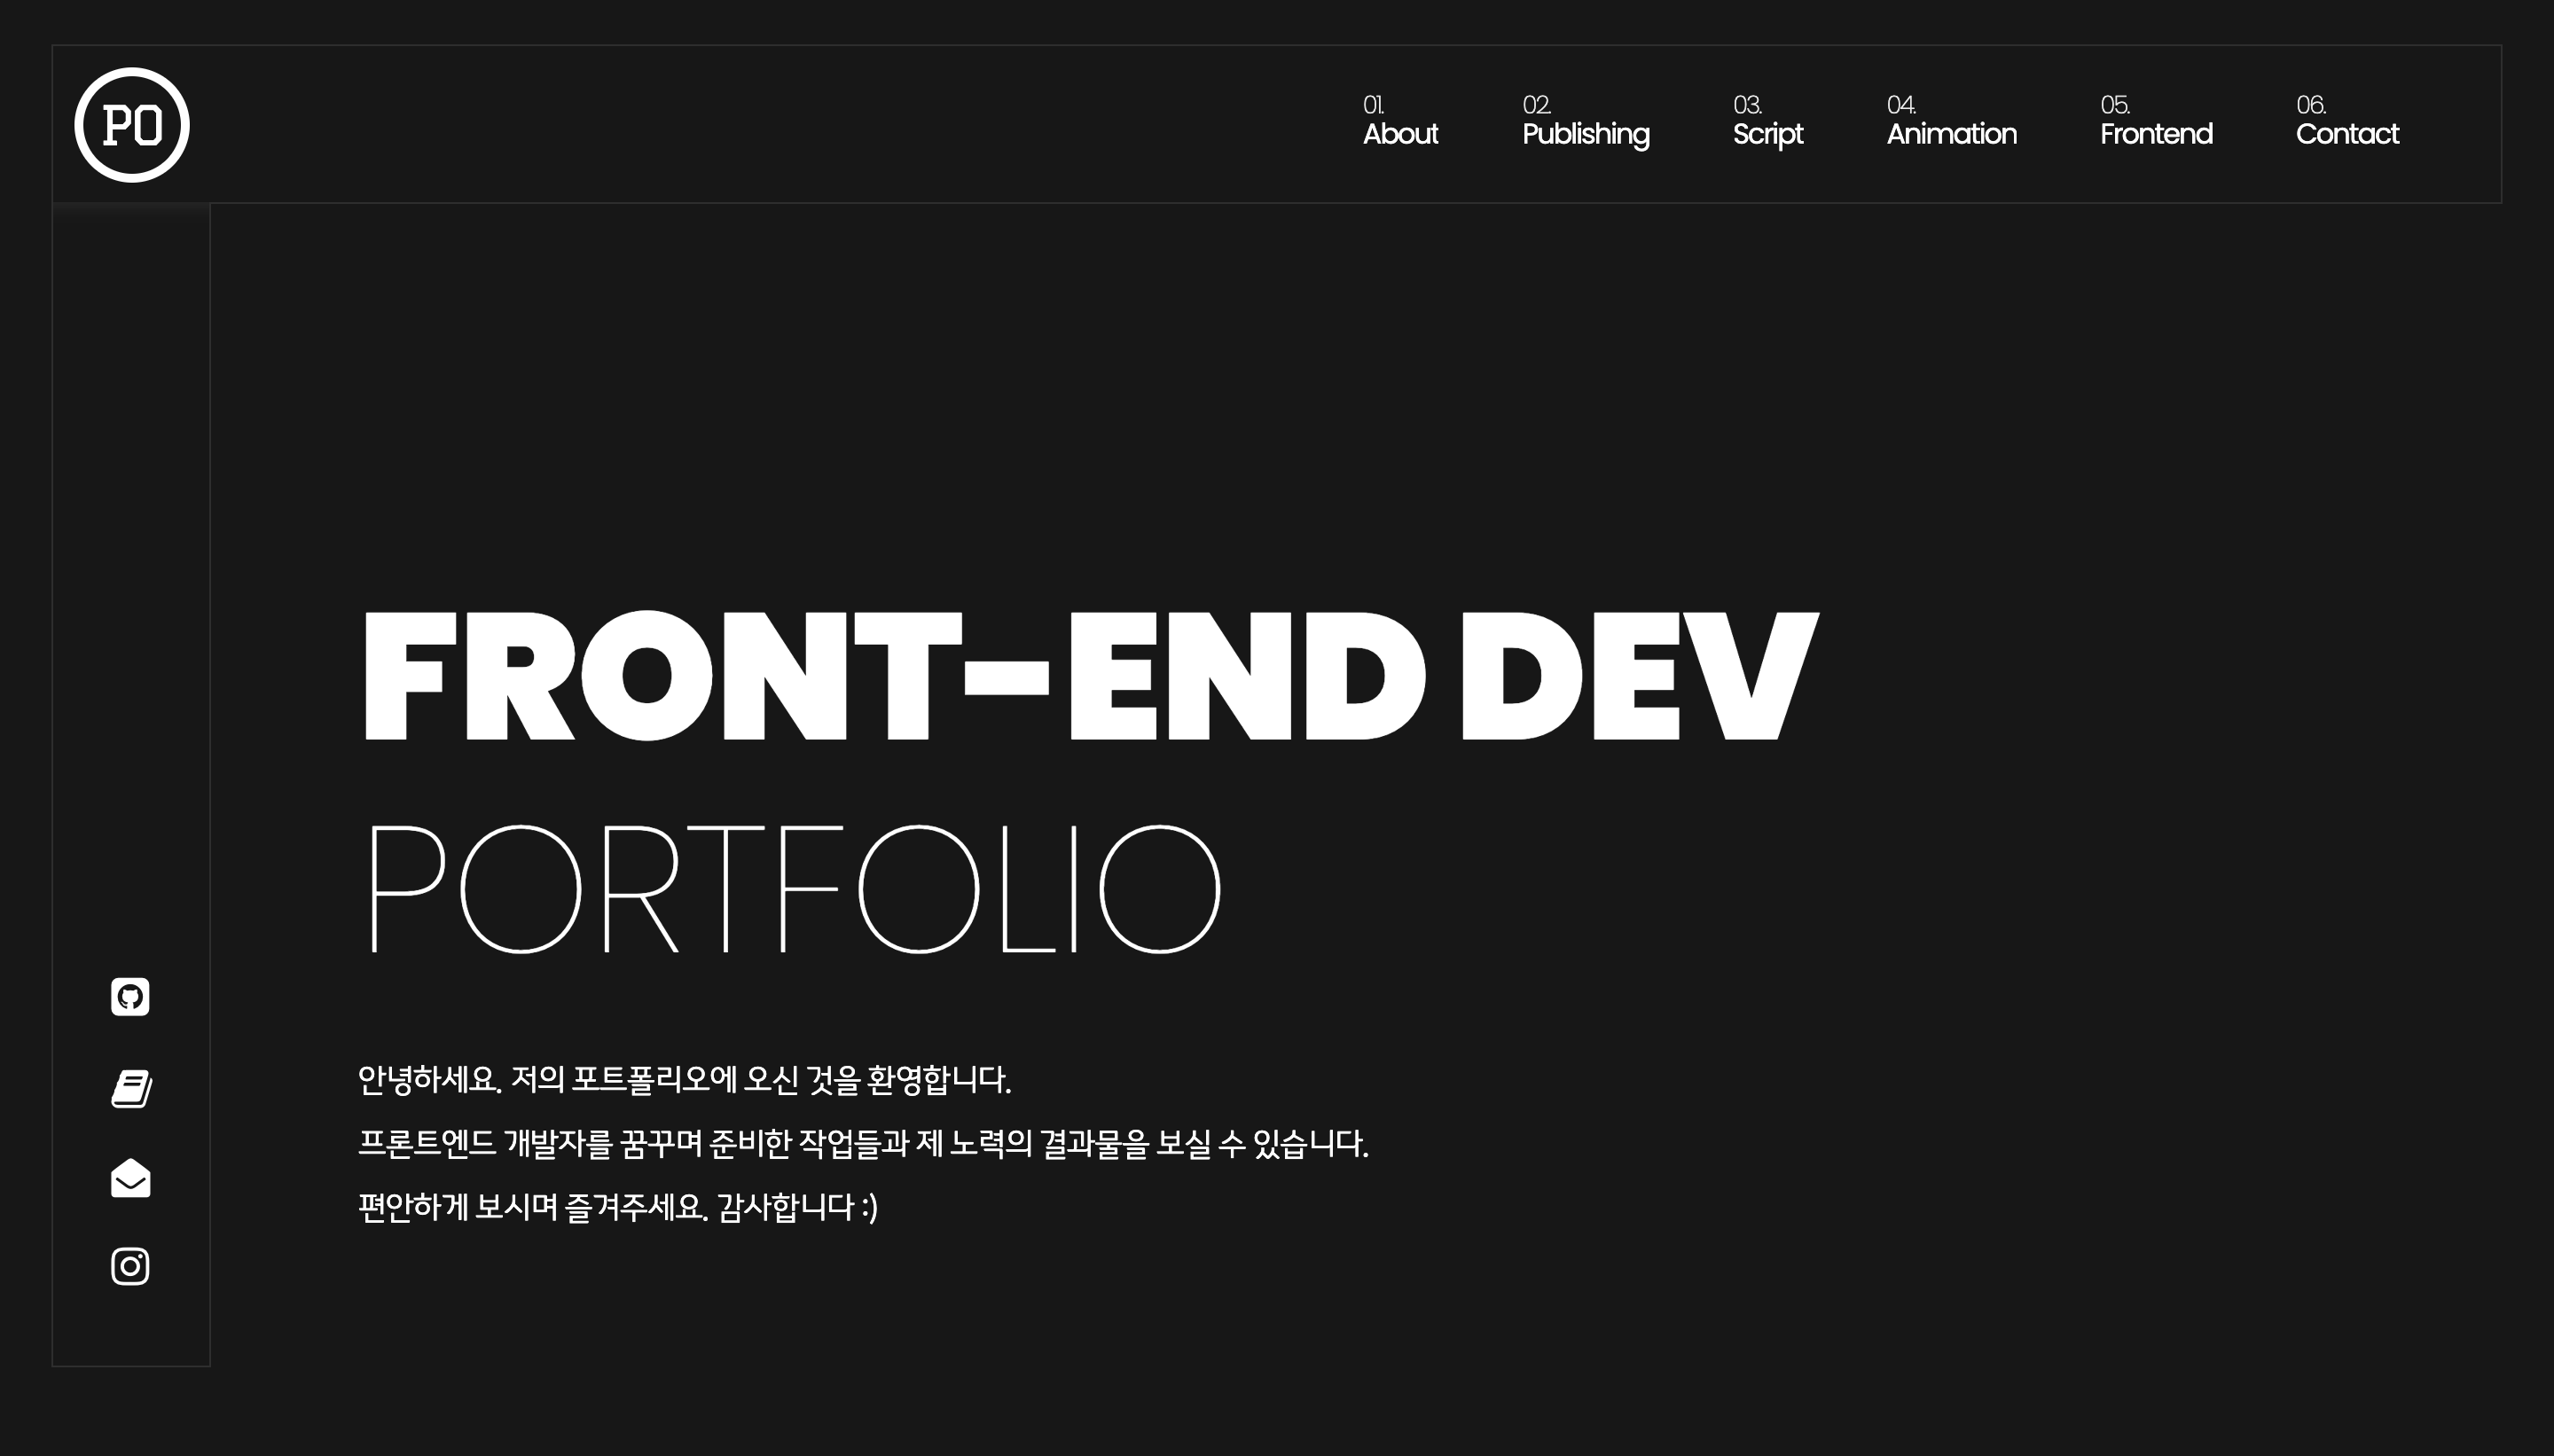 PO
01.
About
02.
Publishing
03.
Script
04.
Animation
05.
Frontend
06.
Contact
FRONT-END DEV
PORTFOLIO
안녕하세요. 저의 포트폴리오에 오신 것을 환영합니다.
프론트엔드 개발자를 꿈꾸며 준비한 작업들과 제 노력의 결과물을 보실 수 있습니다.
편안하게 보시며 즐겨주세요. 감사합니다 :)